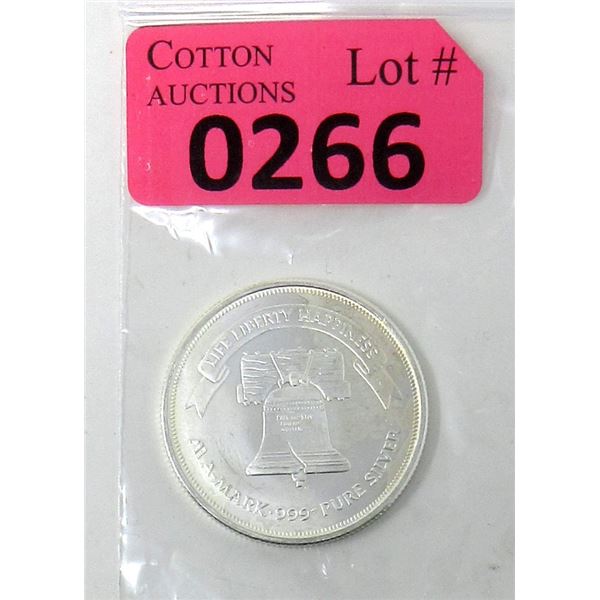 COTTON
AUCTIONS
Lot #
0266
LIFE LIBERTY HAPPINESS
A-MARK · 999- PURE SILVER